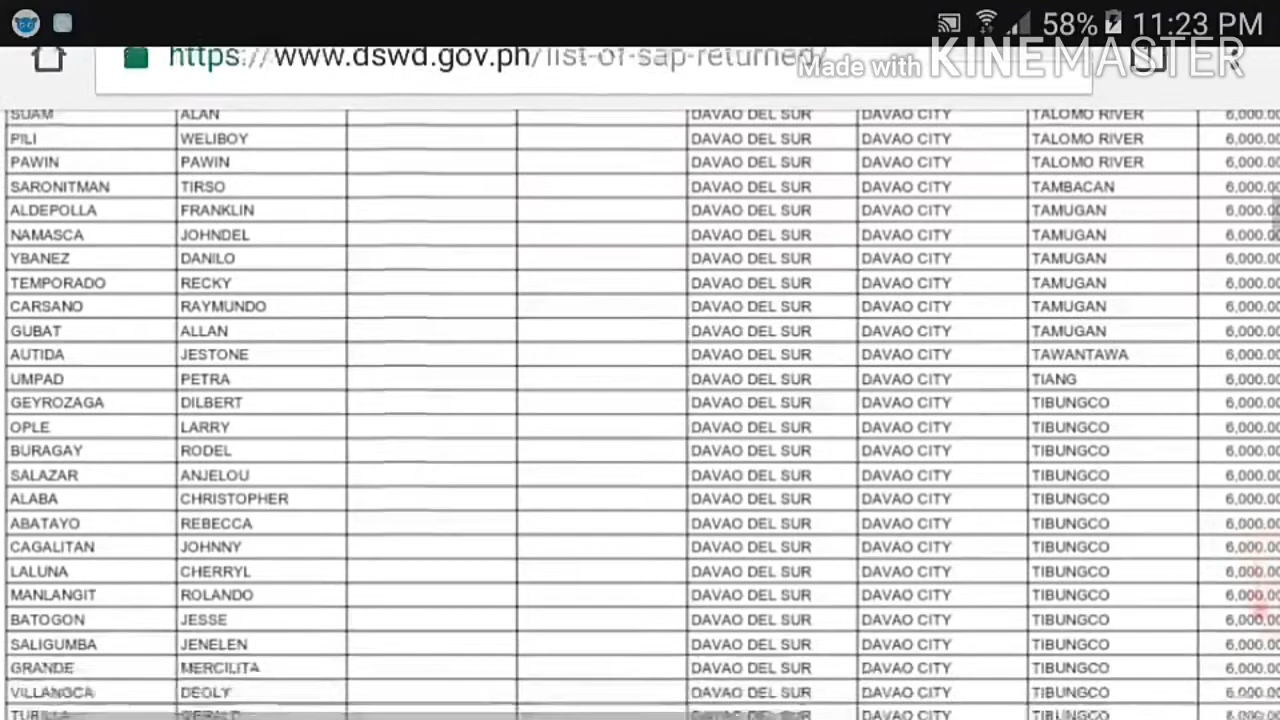 58% 11:23 PM
https://www.dswd.gov.ph/list-of-sap-returned/
Made with KINEMASTER
SUAM ALAN DAVAO DEL SUR DAVAO CITY TALOMO RIVER 6,000.00
PILI WELIBOY DAVAO DEL SUR DAVAO CITY TALOMO RIVER 6,000.00
PAWIN PAWIN DAVAO DEL SUR DAVAO CITY TALOMO RIVER 6,000.00
SARONITMAN TIRSO DAVAO DEL SUR DAVAO CITY TAMBACAN 6,000.00
ALDEPOLLA FRANKLIN DAVAO DEL SUR DAVAO CITY TAMUGAN 6,000.00
NAMASCA JOHNDEL DAVAO DEL SUR DAVAO CITY TAMUGAN 6,000.00
YBANEZ DANILO DAVAO DEL SUR DAVAO CITY TAMUGAN 6,000.00
TEMPORADO RECKY DAVAO DEL SUR DAVAO CITY TAMUGAN 6,000.00
CARSANO RAYMUNDO DAVAO DEL SUR DAVAO CITY TAMUGAN 6,000.00
GUBAT ALLAN DAVAO DEL SUR DAVAO CITY TAMUGAN 6,000.00
AUTIDA JESTONE DAVAO DEL SUR DAVAO CITY TAWANTAWA 6,000.00
UMPAD PETRA DAVAO DEL SUR DAVAO CITY TIANG 6,000.00
GEYROZAGA DILBERT DAVAO DEL SUR DAVAO CITY TIBUNGCO 6,000.00
OPLE LARRY DAVAO DEL SUR DAVAO CITY TIBUNGCO 6,000.00
BURAGAY RODEL DAVAO DEL SUR DAVAO CITY TIBUNGCO 6,000.00
SALAZAR ANJELOU DAVAO DEL SUR DAVAO CITY TIBUNGCO 6,000.00
ALABA CHRISTOPHER DAVAO DEL SUR DAVAO CITY TIBUNGCO 6,000.00
ABATAYO REBECCA DAVAO DEL SUR DAVAO CITY TIBUNGCO 6,000.00
CAGALITAN JOHNNY DAVAO DEL SUR DAVAO CITY TIBUNGCO 6,000.00
LALUNA CHERRYL DAVAO DEL SUR DAVAO CITY TIBUNGCO 6,000.00
MANLANGIT ROLANDO DAVAO DEL SUR DAVAO CITY TIBUNGCO 6,000.00
BATOGON JESSE DAVAO DEL SUR DAVAO CITY TIBUNGCO 6,000.00
SALIGUMBA JENELEN DAVAO DEL SUR DAVAO CITY TIBUNGCO 6,000.00
GRANDE MERCILITA DAVAO DEL SUR DAVAO CITY TIBUNGCO 6,000.00
VILLANGCA DEGLY DAVAO DEL SUR DAVAO CITY TIBUNGCO 6,000.00
DAVAO DEL SUR DAVAO CITY TIBUNGCO